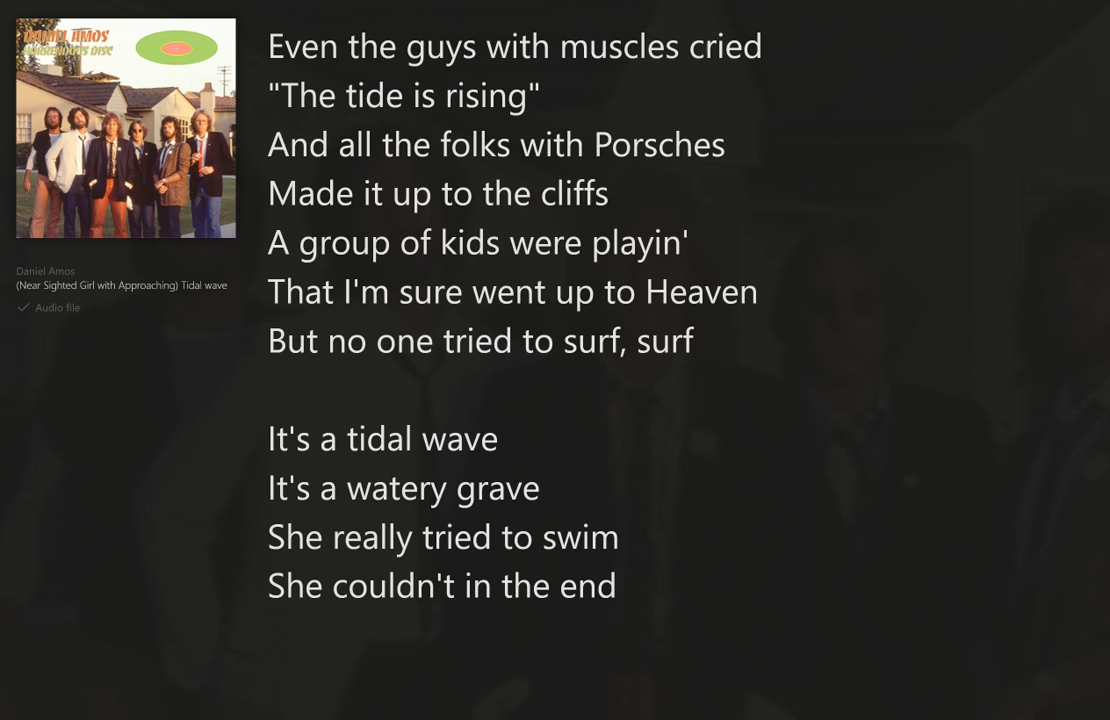 DANIEL AMOS
HORRENDOUS DISC
Daniel Amos
(Near Sighted Girl with Approaching) Tidal wave
Audio file
Even the guys with muscles cried
"The tide is rising"
And all the folks with Porsches
Made it up to the cliffs
A group of kids were playin'
That I'm sure went up to Heaven
But no one tried to surf, surf
It's a tidal wave
It's a watery grave
She really tried to swim
She couldn't in the end